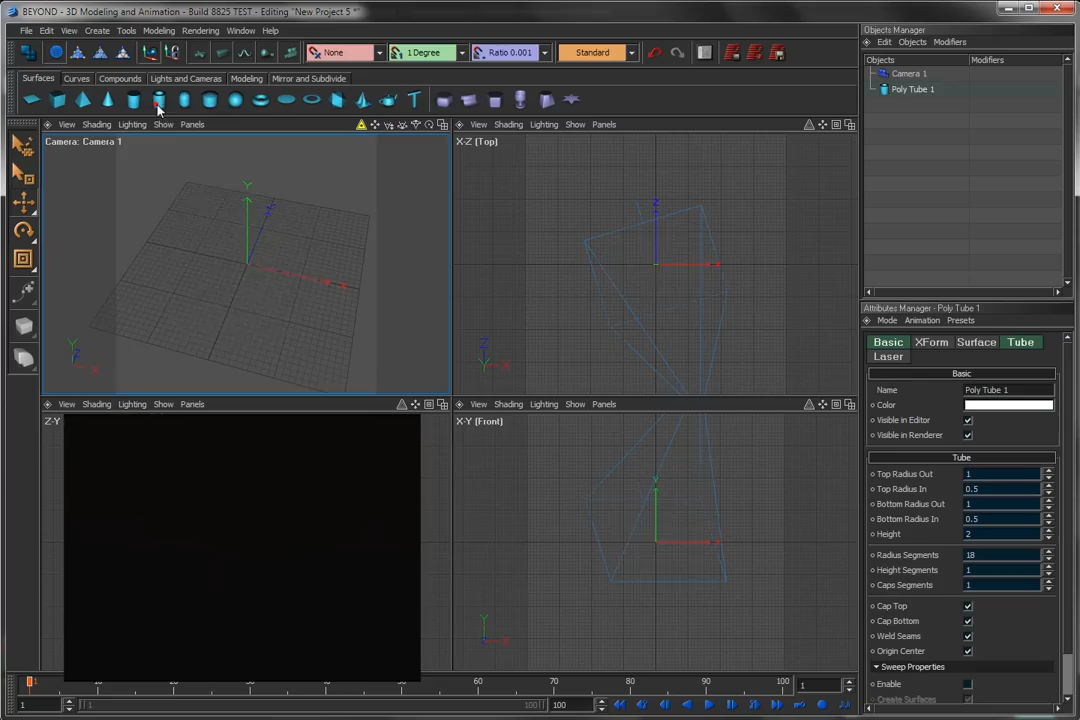 BEYOND - 3D Modeling and Animation - Build 8825 TEST - Editing "New Project 5 *"
File Edit Views Create Tools Modeling Rendering Window Help
None 1 Degree Ratio 0.001 Standard
Surfaces Curves Compounds Lights and Cameras Modeling Mirror and Subdivide
View Shading Lighting Show Panels
Camera: Camera 1
Y
Z
X
Y
Z
X
View Shading Lighting Show Panels
X-Z [Top]
Z
X
Z
Y
X
View Shading Lighting Show Panels
Z-Y
View Shading Lighting Show Panels
X-Y [Front]
Y
X
Y
Z
X
10 60 70 80 90 100
1
1 1 100 100
Objects Manager
Edit Objects Modifiers
Objects Modifiers
Camera 1
Poly Tube 1
Attributes Manager - Poly Tube 1
Mode Animation Presets
Basic XForm Surface Tube
Laser
Basic
Name Poly Tube 1
Color
Visible in Editor
Visible in Renderer
Tube
Top Radius Out 1
Top Radius In 0.5
Bottom Radius Out 1
Bottom Radius In 0.5
Height 2
Radius Segments 18
Height Segments 1
Caps Segments 1
Cap Top
Cap Bottom
Weld Seams
Origin Center
Sweep Properties
Enable
Create Surfaces